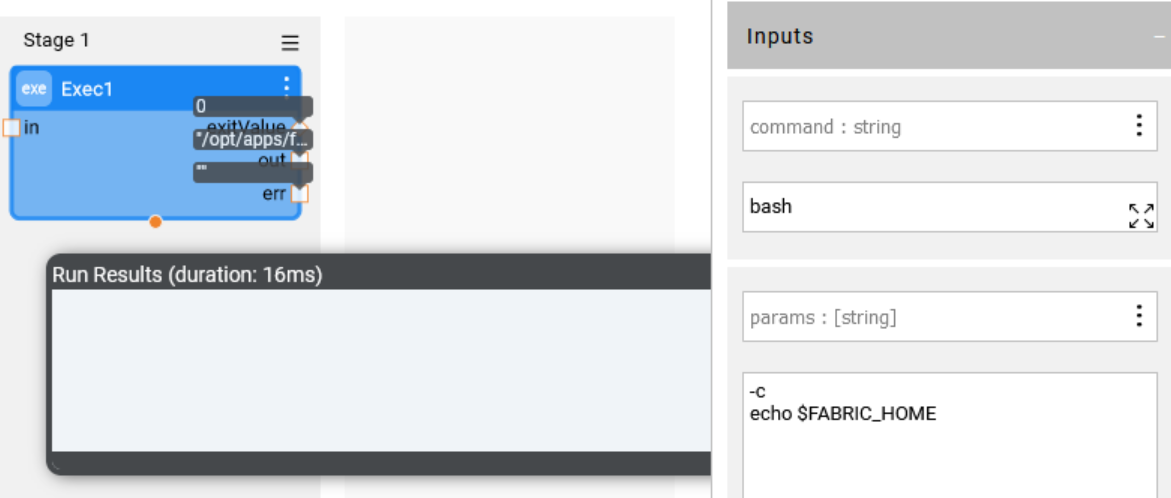 Stage 1
exe Exec1
0
in exitValue
"/opt/apps/f...
out
""
err
Run Results (duration: 16ms)
Inputs
command : string
bash
params : [string]
-c
echo $FABRIC_HOME